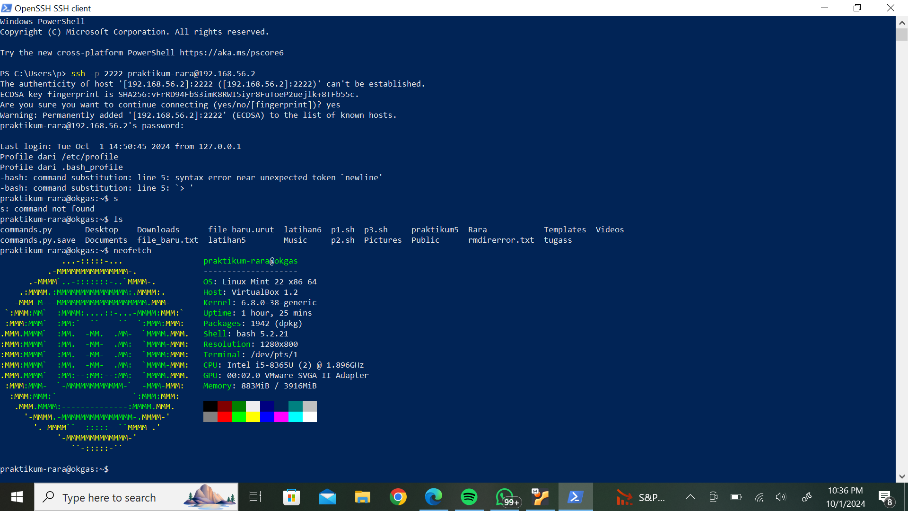 OpenSSH SSH client
Windows PowerShell
Copyright (C) Microsoft Corporation. All rights reserved.
Try the new cross-platform PowerShell https://aka.ms/pscore6
PS C:\Users\p> ssh -p 2222 praktikum-rara@192.168.56.2
The authenticity of host '[192.168.56.2]:2222 ([192.168.56.2]:2222)' can't be established.
ECDSA key fingerprint is
Are you sure you want to continue connecting (yes/no/[fingerprint])? yes
Warning: Permanently added '[192.168.56.2]:2222' (ECDSA) to the list of known hosts.
praktikum-rara@192.168.56.2's password:
Last login: Tue Oct  1 14:50:45 2024 from 127.0.0.1
Profile dari /etc/profile
Profile dari .bash_profile
-bash: command substitution: line 5: syntax error near unexpected token `newline'
-bash: command substitution: line 5: `> '
praktikum-rara@okgas:~$ s
s: command not found
praktikum-rara@okgas:~$ ls
commands.py Desktop Downloads file baru.urut latihan6 p1.sh p3.sh praktikum5 Rara Templates Videos
commands.py.save Documents file_baru.txt latihan5 Music p2.sh Pictures Public rmdirerror.txt tugass
praktikum-rara@okgas:~$ neofetch
praktikum-rara@okgas
--------------------
OS: Linux Mint 22 x86 64
Host: VirtualBox 1.2
Kernel: 6.8.0 38 generic
Uptime: 1 hour, 25 mins
Packages: 1942 (dpkg)
Shell: bash 5.2.21
Resolution: 1280x800
Terminal: /dev/pts/1
CPU: Intel i5-8365U (2) @ 1.896GHz
GPU: 00:02.0 VMware SVGA II Adapter
Memory: 883MiB / 3916MiB
praktikum-rara@okgas:~$
Type here to search
99+
S&P...
10:36 PM
10/1/2024
8